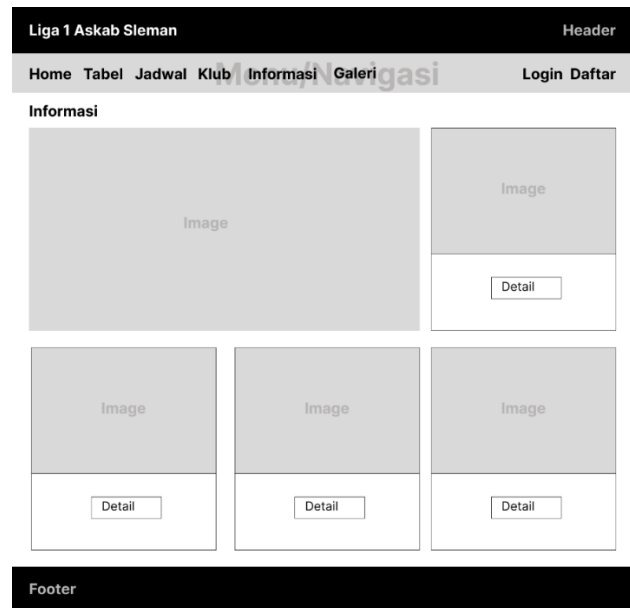 Liga 1 Askab Sleman Header
Menu/Navigasi
Home Tabel Jadwal Klub Informasi Galeri Login Daftar
Informasi
Image Image
Detail
Image Image Image
Detail Detail Detail
Footer